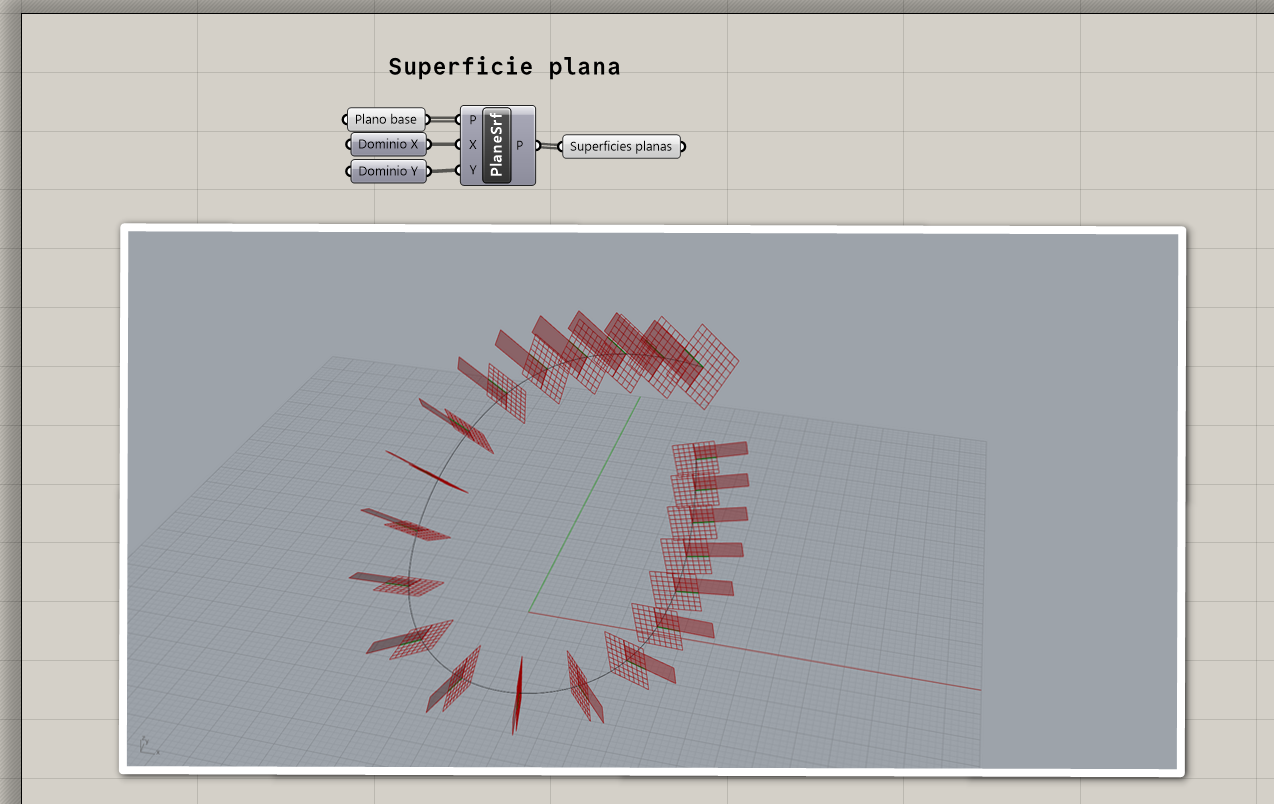 Superficie plana
Plano base
Dominio X
Dominio Y
P
X
Y
PlaneSrf
P
Superficies planas